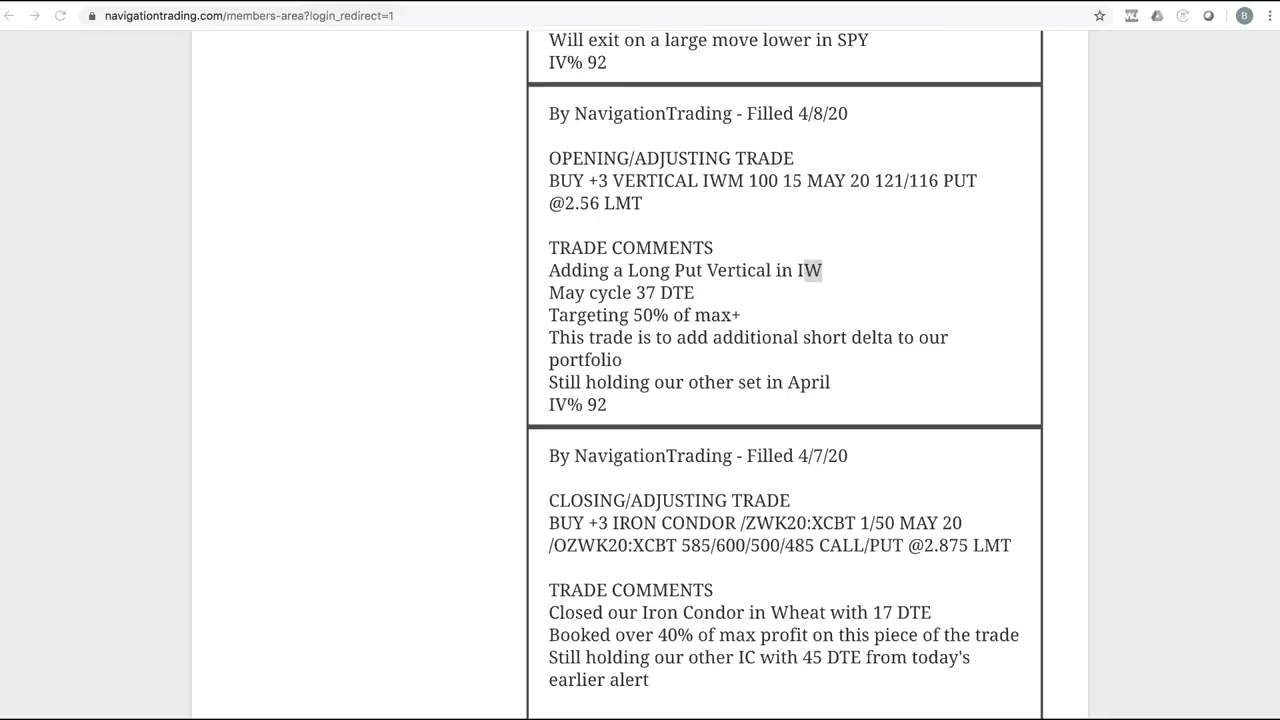 navigationtrading.com/members-area?login_redirect=1
B
Will exit on a large move lower in SPY
IV% 92
By NavigationTrading - Filled 4/8/20
OPENING/ADJUSTING TRADE
BUY +3 VERTICAL IWM 100 15 MAY 20 121/116 PUT
@2.56 LMT
TRADE COMMENTS
Adding a Long Put Vertical in IW
May cycle 37 DTE
Targeting 50% of max+
This trade is to add additional short delta to our
portfolio
Still holding our other set in April
IV% 92
By NavigationTrading - Filled 4/7/20
CLOSING/ADJUSTING TRADE
BUY +3 IRON CONDOR /ZWK20:XCBT 1/50 MAY 20
/OZWK20:XCBT 585/600/500/485 CALL/PUT @2.875 LMT
TRADE COMMENTS
Closed our Iron Condor in Wheat with 17 DTE
Booked over 40% of max profit on this piece of the trade
Still holding our other IC with 45 DTE from today's
earlier alert